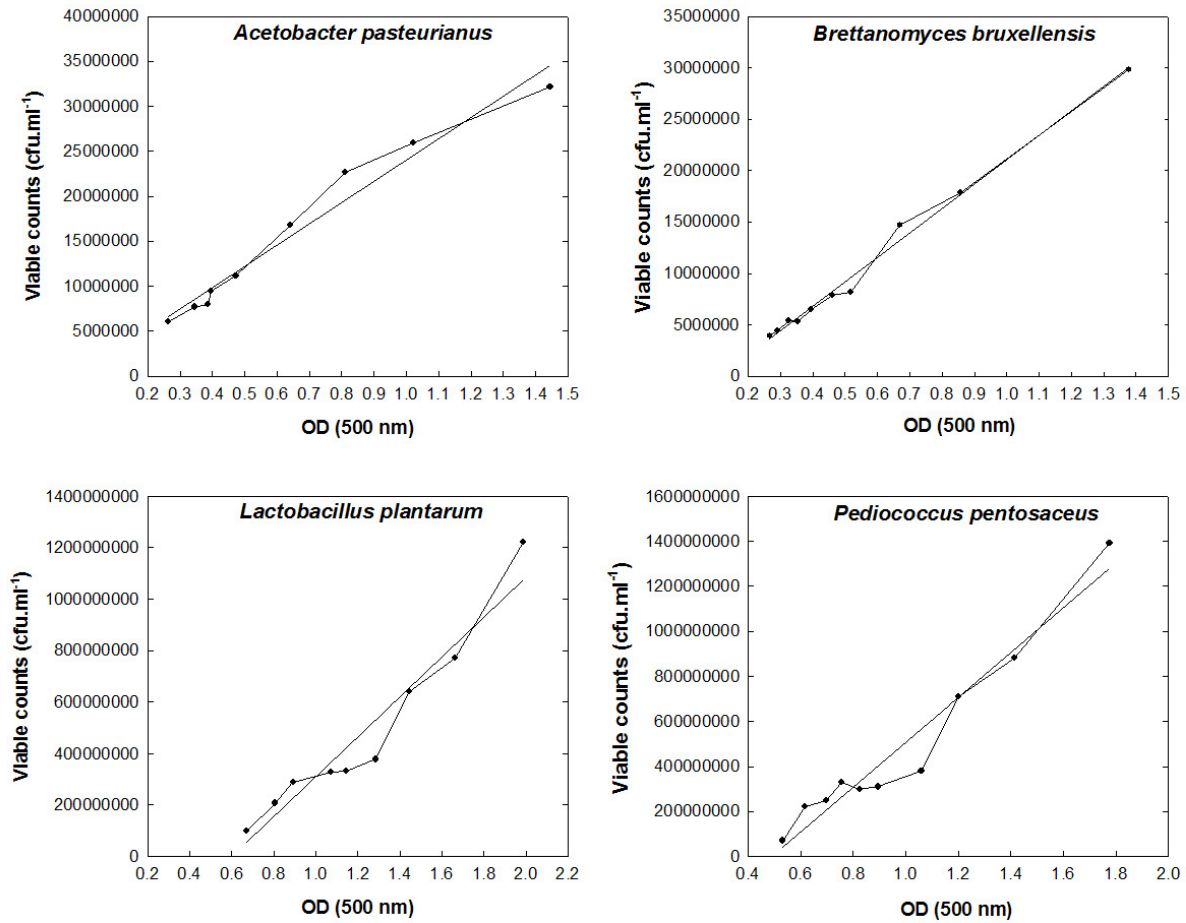 Acetobacter pasteurianus
Viable counts (cfu.ml-1)
40000000
35000000
30000000
25000000
20000000
15000000
10000000
5000000
0
0.2 0.3 0.4 0.5 0.6 0.7 0.8 0.9 1.0 1.1 1.2 1.3 1.4 1.5
OD (500 nm)
Brettanomyces bruxellensis
Viable counts (cfu.ml-1)
35000000
30000000
25000000
20000000
15000000
10000000
5000000
0
0.2 0.3 0.4 0.5 0.6 0.7 0.8 0.9 1.0 1.1 1.2 1.3 1.4 1.5
OD (500 nm)
Lactobacillus plantarum
Viable counts (cfu.ml-1)
1400000000
1200000000
1000000000
800000000
600000000
400000000
200000000
0
0.2 0.4 0.6 0.8 1.0 1.2 1.4 1.6 1.8 2.0 2.2
OD (500 nm)
Pediococcus pentosaceus
Viable counts (cfu.ml-1)
1600000000
1400000000
1200000000
1000000000
800000000
600000000
400000000
200000000
0
0.4 0.6 0.8 1.0 1.2 1.4 1.6 1.8 2.0
OD (500 nm)